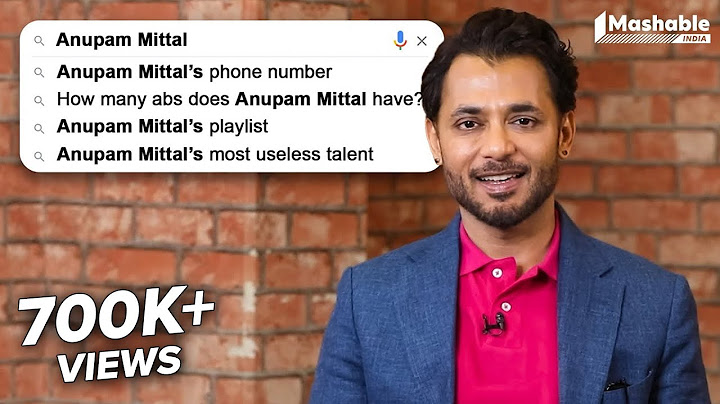 Anupam Mittal
Anupam Mittal’s phone number
How many abs does Anupam Mittal have?
Anupam Mittal’s playlist
Anupam Mittal’s most useless talent
Mashable
INDIA
700K+
VIEWS